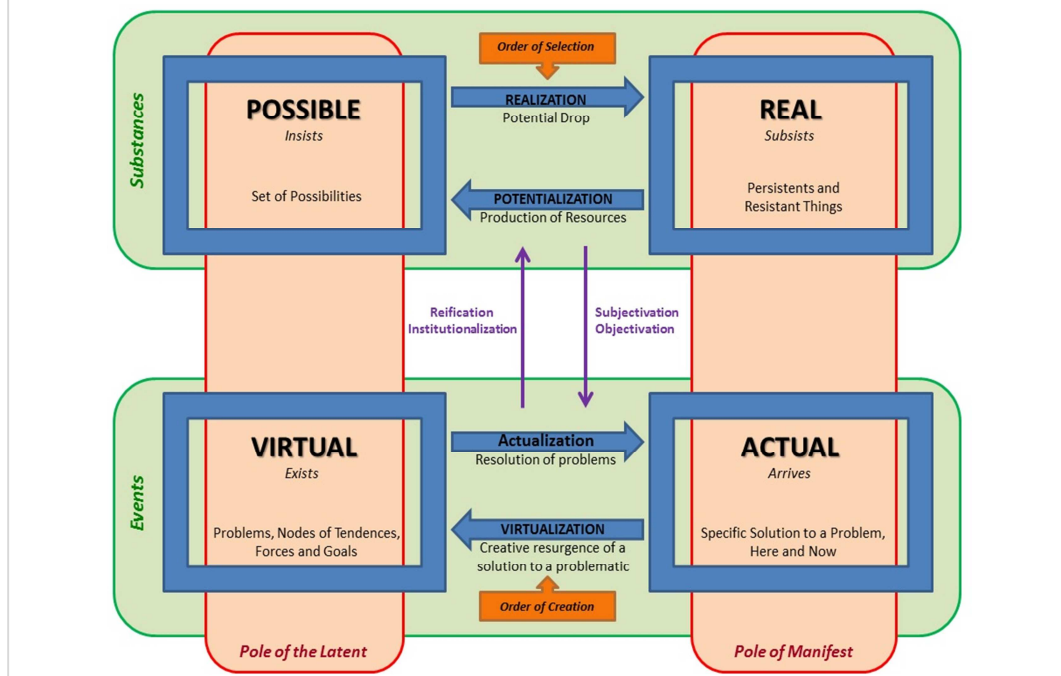 Substances
Order of Selection
POSSIBLE
Insists
Set of Possibilities
REALIZATION
Potential Drop
POTENTIALIZATION
Production of Resources
REAL
Subsists
Persistents and
Resistant Things
Reification
Institutionalization
Subjectivation
Objectivation
Events
VIRTUAL
Exists
Problems, Nodes of Tendences,
Forces and Goals
Actualization
Resolution of problems
VIRTUALIZATION
Creative resurgence of a
solution to a problematic
Order of Creation
ACTUAL
Arrives
Specific Solution to a Problem,
Here and Now
Pole of the Latent
Pole of Manifest